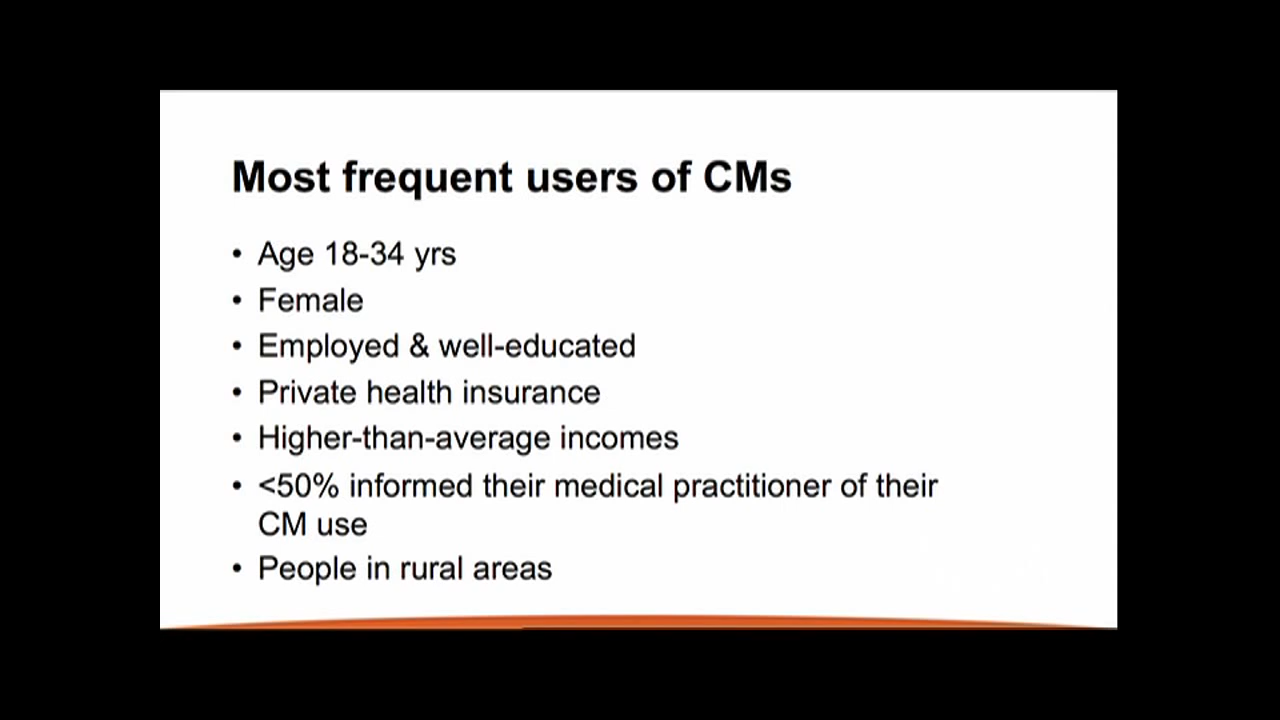 Most frequent users of CMs
• Age 18-34 yrs
• Female
• Employed & well-educated
• Private health insurance
• Higher-than-average incomes
• <50% informed their medical practitioner of their
CM use
• People in rural areas